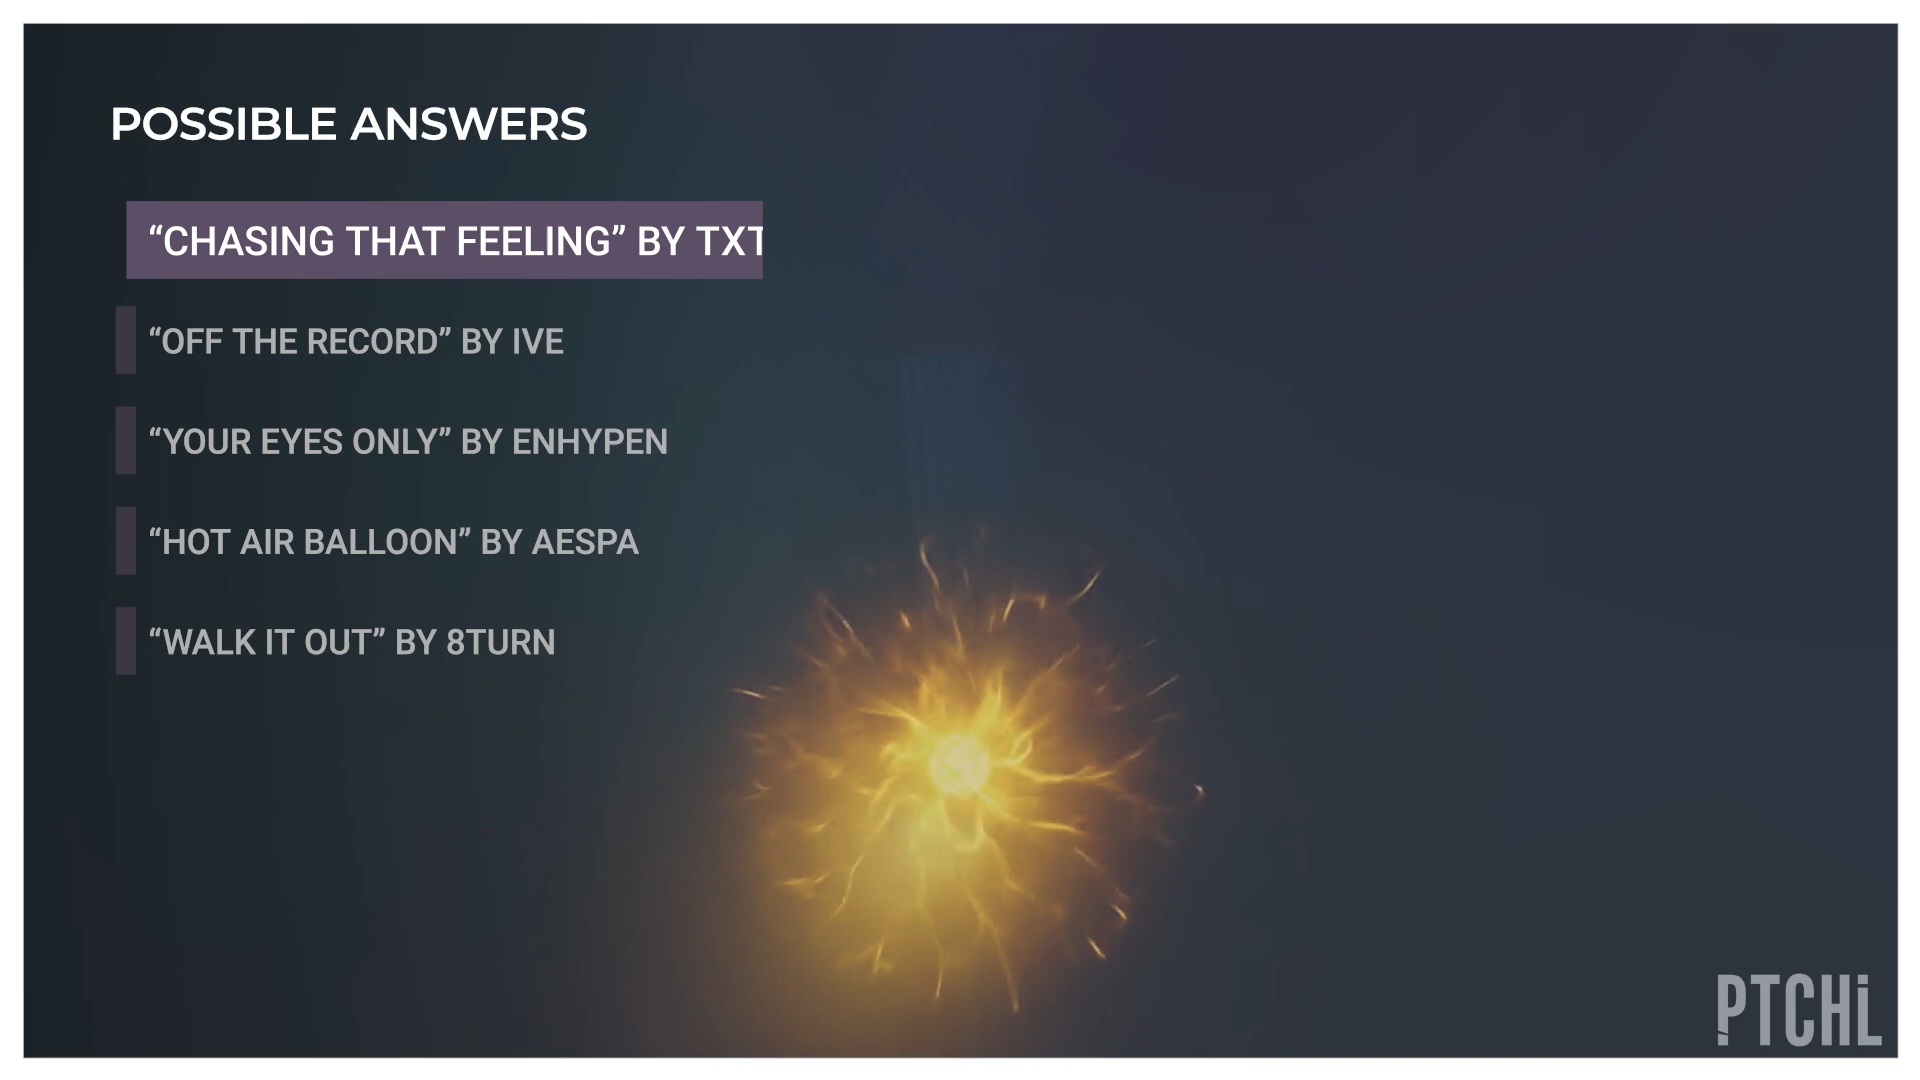 POSSIBLE ANSWERS
“CHASING THAT FEELING” BY TXT
“OFF THE RECORD” BY IVE
“YOUR EYES ONLY” BY ENHYPEN
“HOT AIR BALLOON” BY AESPA
“WALK IT OUT” BY 8TURN
PTCHi